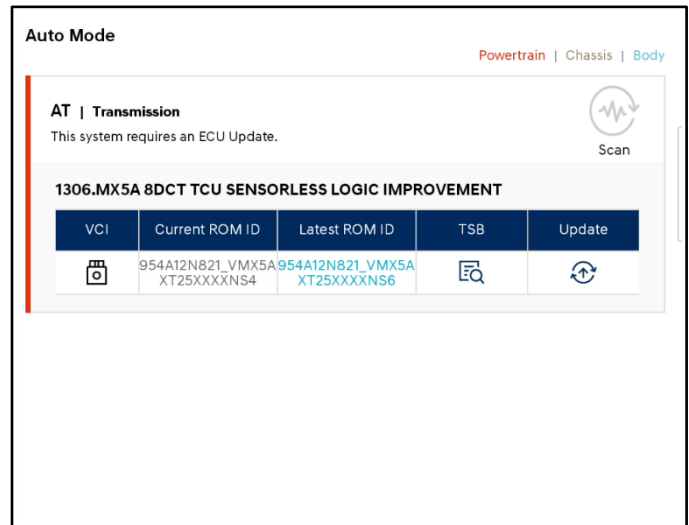 Auto Mode
Powertrain | Chassis | Body
AT | Transmission
This system requires an ECU Update.
Scan
1306.MX5A 8DCT TCU SENSORLESS LOGIC IMPROVEMENT
VCI Current ROM ID Latest ROM ID TSB Update
954A12N821_VMX5A 954A12N821_VMX5A
XT25XXXXNS4 XT25XXXXNS6